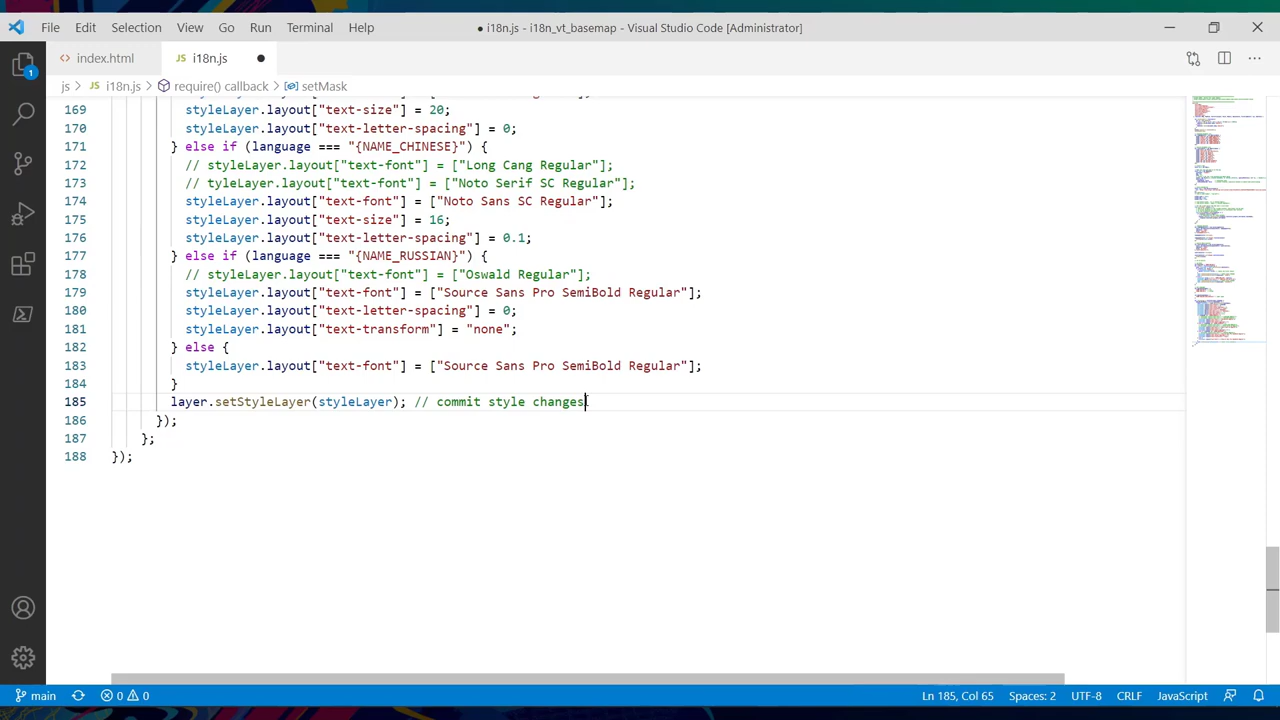 File Edit Selection View Go Run Terminal Help
● i18n.js - i18n_vt_basemap - Visual Studio Code [Administrator]
<> index.html JS i18n.js ●
js > JS i18n.js > require() callback > setMask
169 styleLayer.layout["text-size"] = 20;
170 styleLayer.layout["text-letter-spacing"] = 0;
171 } else if (language === "{NAME_CHINESE}") {
172 // styleLayer.layout["text-font"] = ["Long Cang Regular"];
173 // tyleLayer.layout["text-font"] = ["Noto Serif SC Regular"];
174 styleLayer.layout["text-font"] = ["Noto Sans SC Regular"];
175 styleLayer.layout["text-size"] = 16;
176 styleLayer.layout["text-letter-spacing"] = 0.1;
177 } else if (language === "{NAME_RUSSIAN}") {
178 // styleLayer.layout["text-font"] = ["Oswald Regular"];
179 styleLayer.layout["text-font"] = ["Source Sans Pro SemiBold Regular"];
180 styleLayer.layout["text-letter-spacing"] = 0;
181 styleLayer.layout["text-transform"] = "none";
182 } else {
183 styleLayer.layout["text-font"] = ["Source Sans Pro SemiBold Regular"];
184 }
185 layer.setStyleLayer(styleLayer); // commit style changes
186 });
187 };
188 });
1
main 0 0 Ln 185, Col 65 Spaces: 2 UTF-8 CRLF JavaScript